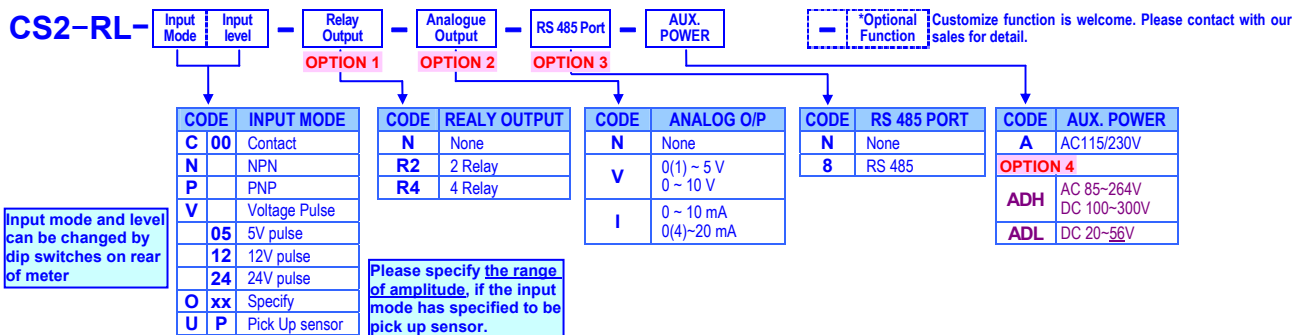 CS2-RL- Input Mode Input level - Relay Output - Analogue Output - RS 485 Port - AUX. POWER - *Optional Function Customize function is welcome. Please contact with our sales for detail.
OPTION 1 OPTION 2 OPTION 3
CODE INPUT MODE
C 00 Contact
N NPN
P PNP
V Voltage Pulse
05 5V pulse
12 12V pulse
24 24V pulse
O xx Specify
U P Pick Up sensor
Input mode and level
can be changed by
dip switches on rear
of meter
CODE REALY OUTPUT
N None
R2 2 Relay
R4 4 Relay
Please specify the range
of amplitude, if the input
mode has specified to be
pick up sensor.
CODE ANALOG O/P
N None
V 0(1) ~ 5 V
0 ~ 10 V
I 0 ~ 10 mA
0(4)~20 mA
CODE RS 485 PORT
N None
8 RS 485
CODE AUX. POWER
A AC115/230V
OPTION 4
ADH AC 85~264V
DC 100~300V
ADL DC 20~56V